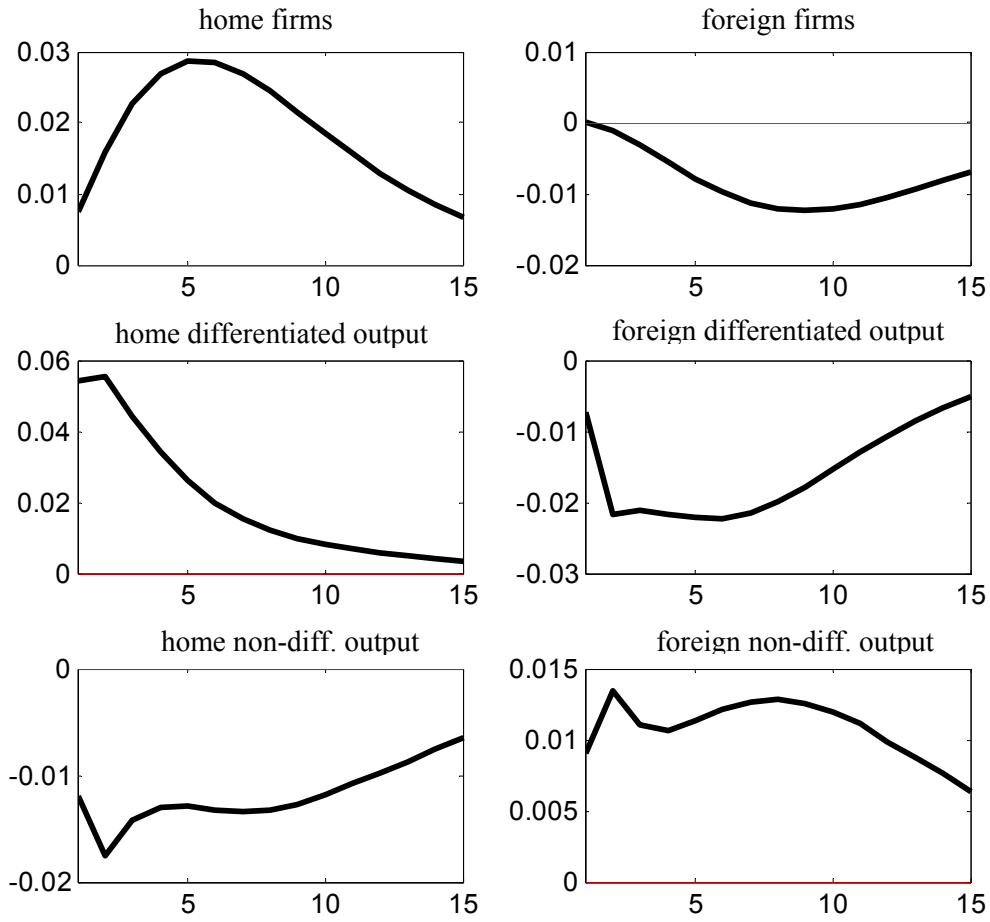 home firms
0.03
0.02
0.01
0
5 10 15
foreign firms
0.01
0
-0.01
-0.02
5 10 15
home differentiated output
0.06
0.04
0.02
0
5 10 15
foreign differentiated output
0
-0.01
-0.02
-0.03
5 10 15
home non-diff. output
0
-0.01
-0.02
5 10 15
foreign non-diff. output
0.015
0.01
0.005
0
5 10 15